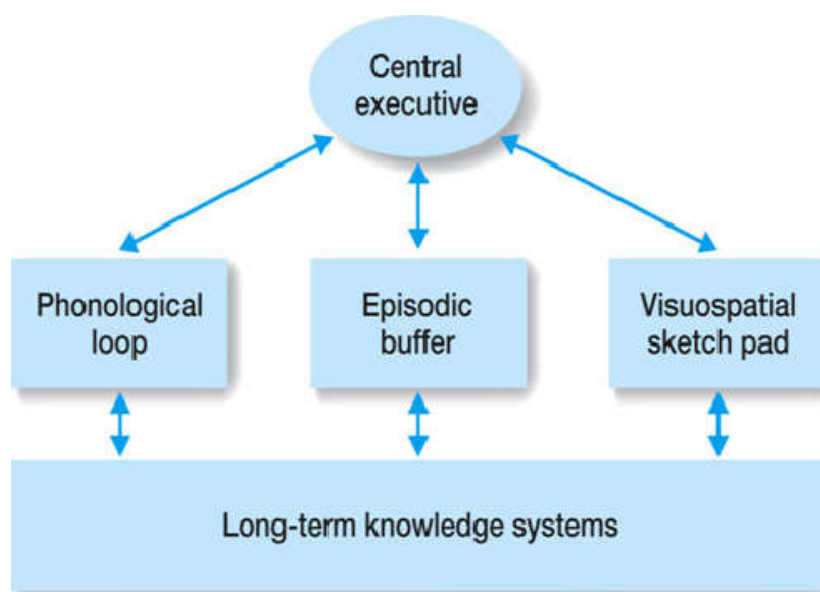 Central
executive
Phonological
loop
Episodic
buffer
Visuospatial
sketch pad
Long-term knowledge systems